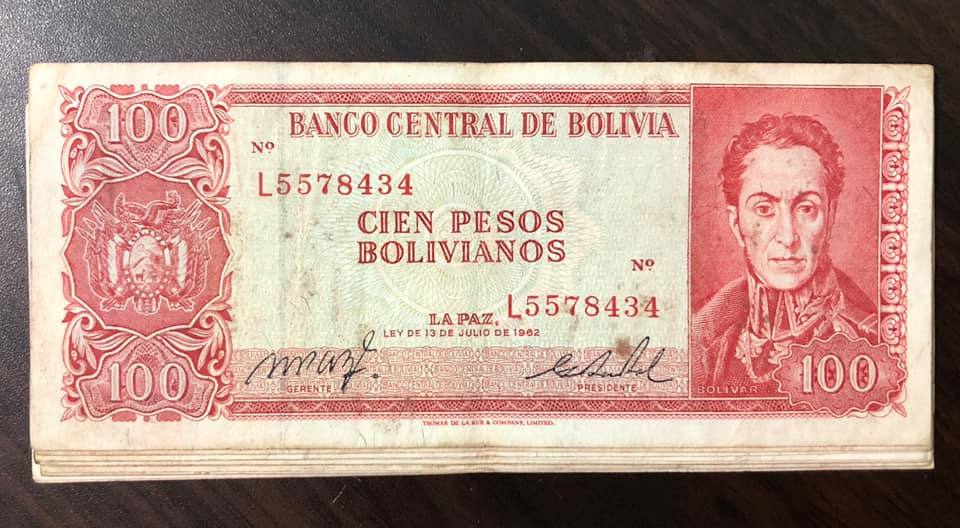 100
BANCO CENTRAL DE BOLIVIA
Nº
L5578434
CIEN PESOS
BOLIVIANOS
Nº
L5578434
LA PAZ,
LEY DE 13 DE JULIO DE 1962
GERENTE
PRESIDENTE
BOLIVAR
100
100
THOMAS DE LA RUE & COMPANY, LIMITED.